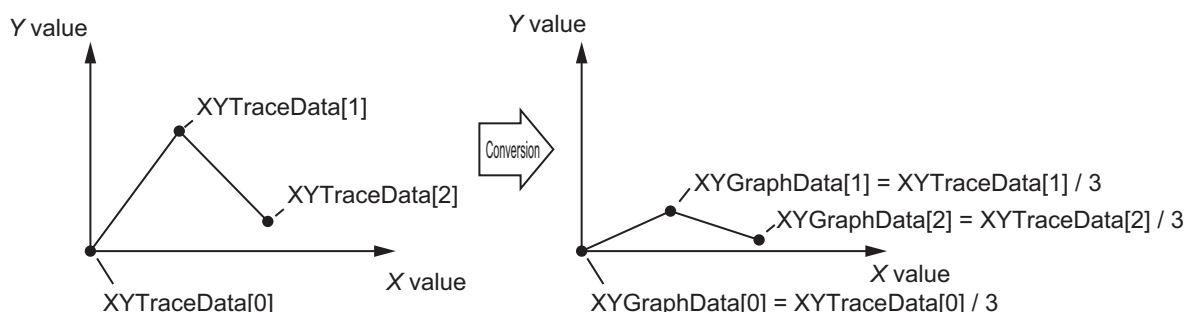 Y value
XYTraceData[1]
XYTraceData[2]
X value
XYTraceData[0]
Conversion
Y value
XYGraphData[1] = XYTraceData[1] / 3
XYGraphData[2] = XYTraceData[2] / 3
X value
XYGraphData[0] = XYTraceData[0] / 3